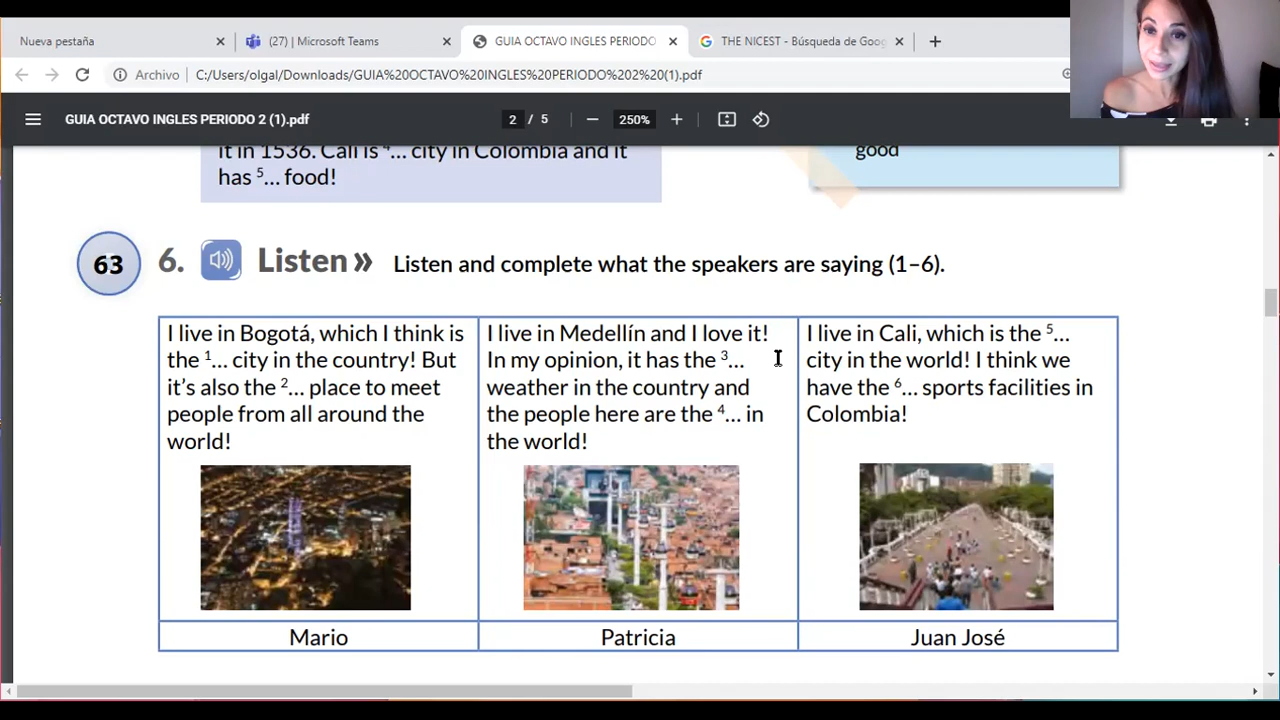 Nueva pestaña
(27) | Microsoft Teams
GUIA OCTAVO INGLES PERIODO
THE NICEST - Búsqueda de Goog
Archivo
C:/Users/olgal/Downloads/GUIA%20OCTAVO%20INGLES%20PERIODO%202%20(1).pdf
GUIA OCTAVO INGLES PERIODO 2 (1).pdf
2 / 5
250%
it in 1536. Cali is 4… city in Colombia and it
has 5… food!
good
63
6.
Listen »
Listen and complete what the speakers are saying (1–6).
I live in Bogotá, which I think is
the 1… city in the country! But
it’s also the 2… place to meet
people from all around the
world!
Mario
I live in Medellín and I love it!
In my opinion, it has the 3…
weather in the country and
the people here are the 4… in
the world!
Patricia
I live in Cali, which is the 5…
city in the world! I think we
have the 6… sports facilities in
Colombia!
Juan José